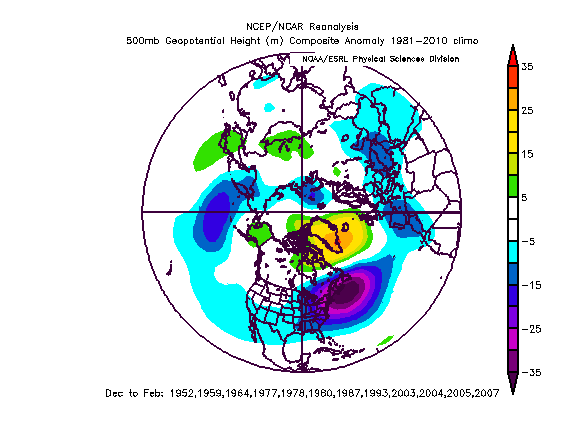 NCEP/NCAR Reanalysis
500mb Geopotential Height (m) Composite Anomaly 1981-2010 climo
NOAA/ESRL Physical Sciences Division
35
25
15
5
-5
-15
-25
-35
Dec to Feb: 1952,1959,1964,1977,1978,1980,1987,1993,2003,2004,2005,2007